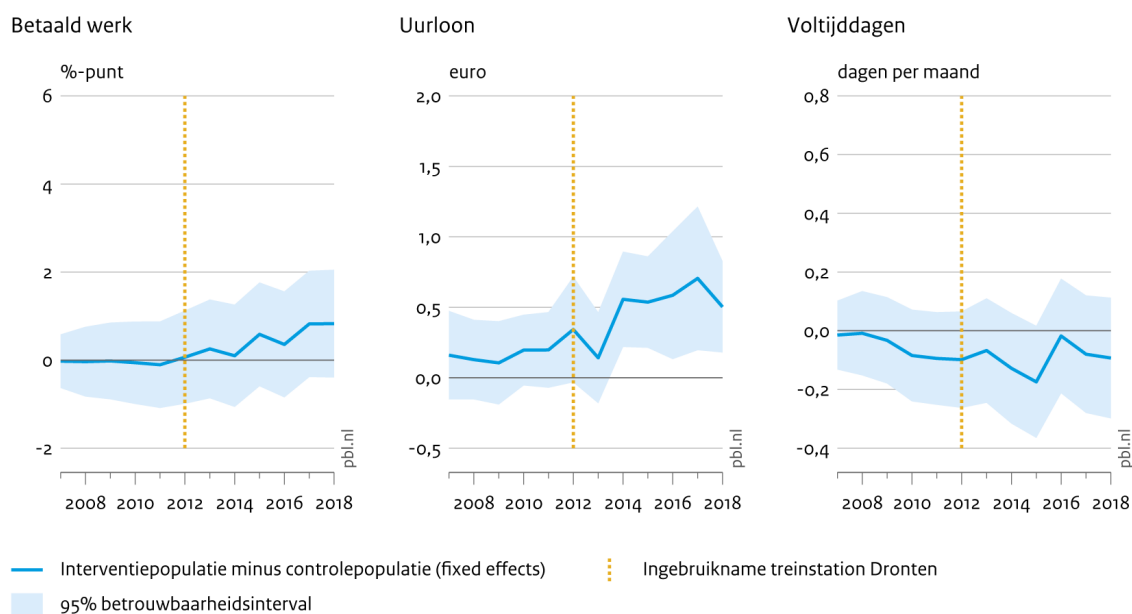 Betaald werk
%-punt
6
4
2
0
-2
2008 2010 2012 2014 2016 2018
pbl.nl
Uurloon
euro
2,0
1,5
1,0
0,5
0,0
-0,5
2008 2010 2012 2014 2016 2018
pbl.nl
Voltijddagen
dagen per maand
0,8
0,6
0,4
0,2
0,0
-0,2
-0,4
2008 2010 2012 2014 2016 2018
pbl.nl
Interventiepopulatie minus controlepopulatie (fixed effects)
Ingebruikname treinstation Dronten
95% betrouwbaarheidsinterval